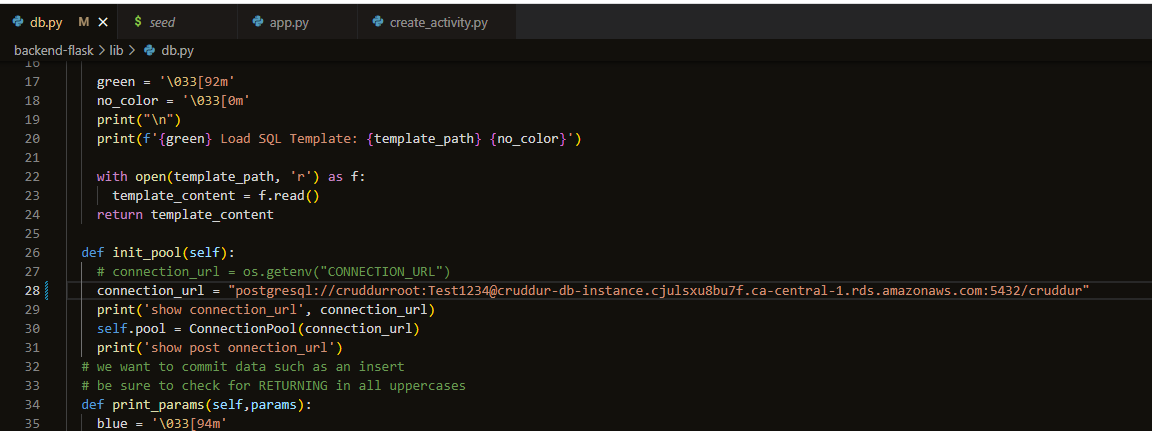 db.py M
seed
app.py
create_activity.py
backend-flask > lib > db.py
16
17 green = '\033[92m'
18 no_color = '\033[0m'
19 print("\n")
20 print(f'{green} Load SQL Template: {template_path} {no_color}')
21
22 with open(template_path, 'r') as f:
23 template_content = f.read()
24 return template_content
25
26 def init_pool(self):
27 # connection_url = os.getenv("CONNECTION_URL")
28 connection_url = "postgresql://cruddurroot:Test1234@cruddur-db-instance.cjulsxu8bu7f.ca-central-1.rds.amazonaws.com:5432/cruddur"
29 print('show connection_url', connection_url)
30 self.pool = ConnectionPool(connection_url)
31 print('show post onnection_url')
32 # we want to commit data such as an insert
33 # be sure to check for RETURNING in all uppercases
34 def print_params(self,params):
35 blue = '\033[94m'